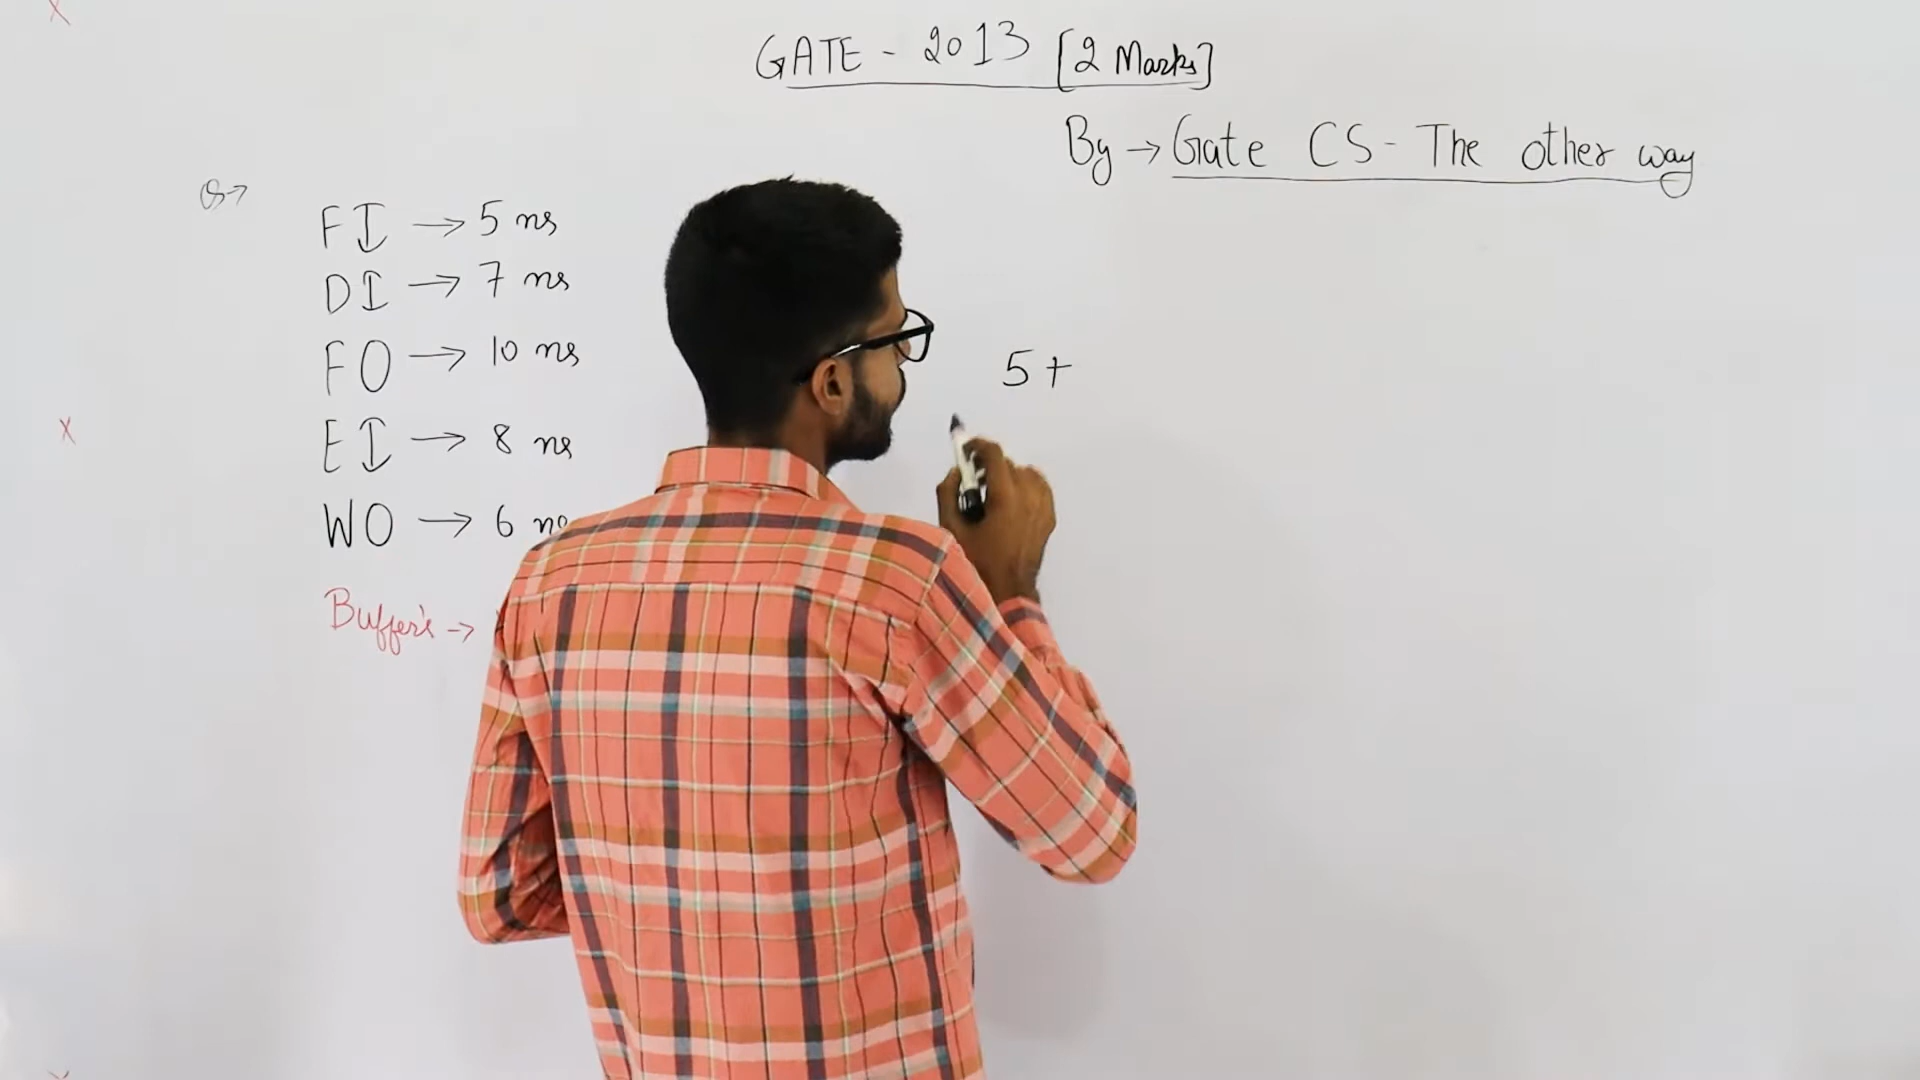 GATE - 2013 [2 Marks]
By → Gate CS - The other way
Q→
FI → 5 ns
DI → 7 ns
FO → 10 ns
EI → 8 ns
WO → 6 ns
Buffer's →
5 +